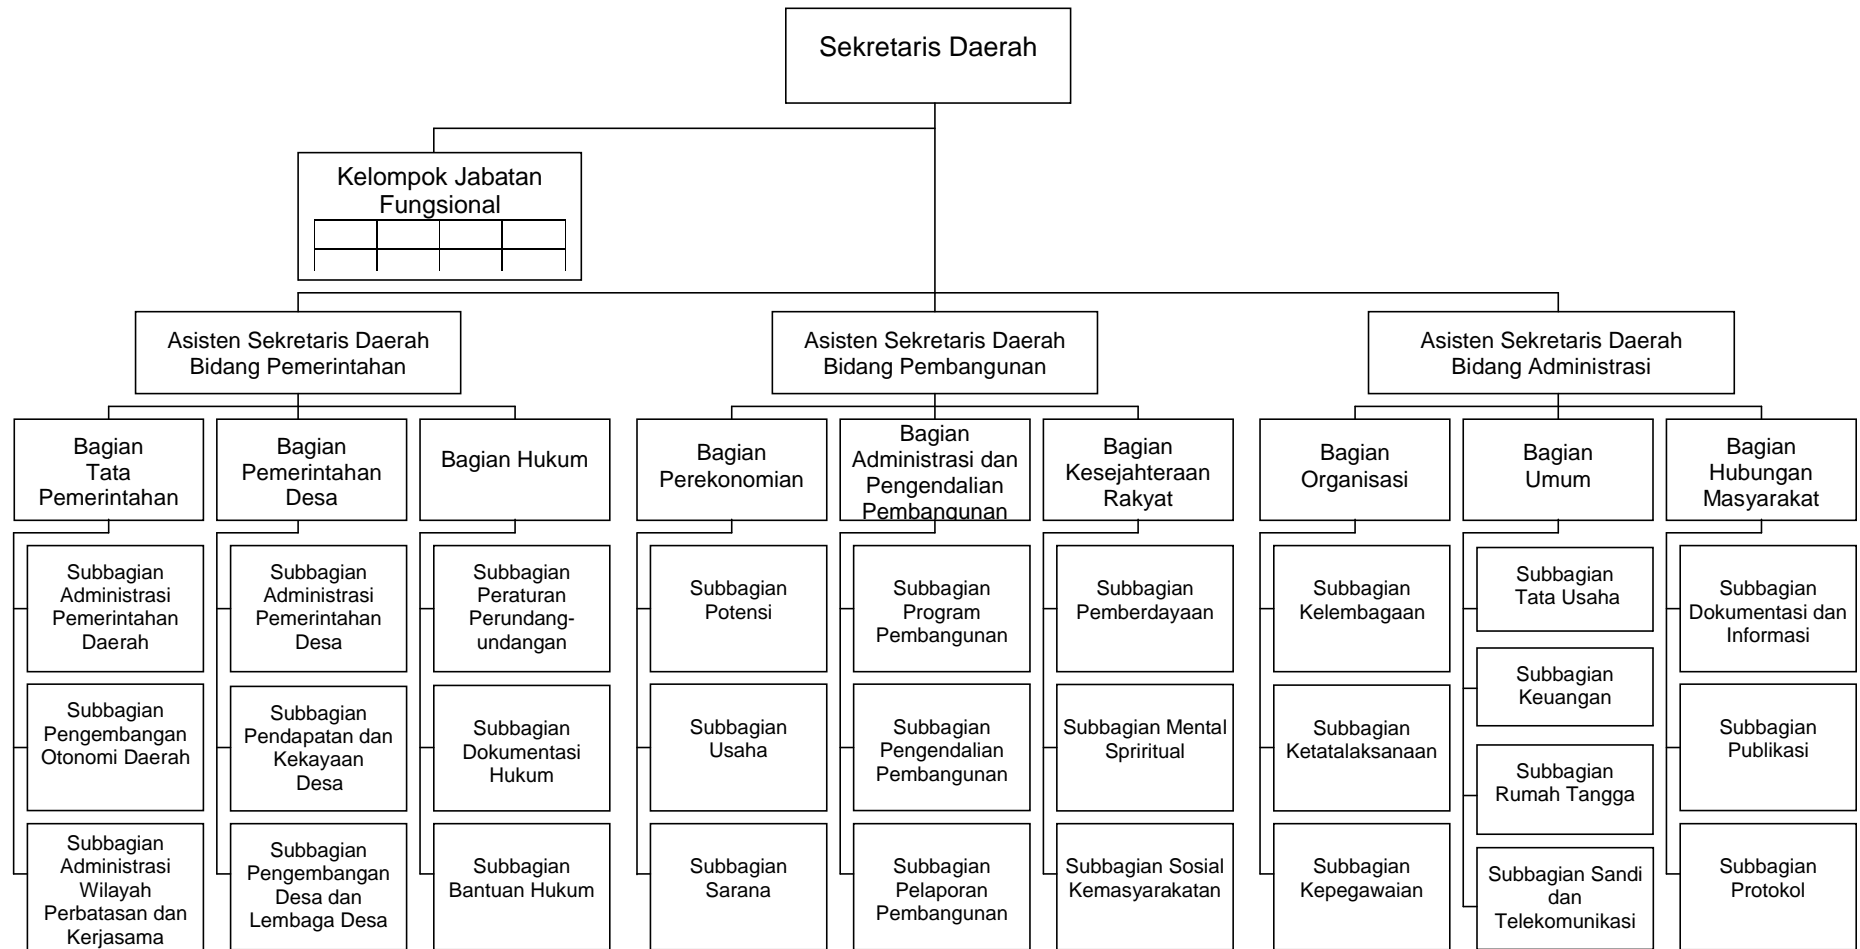 Sekretaris Daerah
Kelompok Jabatan
Fungsional
Asisten Sekretaris Daerah
Bidang Pemerintahan
Asisten Sekretaris Daerah
Bidang Pembangunan
Asisten Sekretaris Daerah
Bidang Administrasi
Bagian
Tata
Pemerintahan
Bagian
Pemerintahan
Desa
Bagian Hukum
Bagian
Perekonomian
Bagian
Administrasi dan
Pengendalian
Pembangunan
Bagian
Kesejahteraan
Rakyat
Bagian
Organisasi
Bagian
Umum
Bagian
Hubungan
Masyarakat
Subbagian
Administrasi
Pemerintahan
Daerah
Subbagian
Administrasi
Pemerintahan
Desa
Subbagian
Peraturan
Perundang-
undangan
Subbagian
Potensi
Subbagian
Program
Pembangunan
Subbagian
Pemberdayaan
Subbagian
Kelembagaan
Subbagian
Tata Usaha
Subbagian
Dokumentasi dan
Informasi
Subbagian
Keuangan
Subbagian
Pengembangan
Otonomi Daerah
Subbagian
Pendapatan dan
Kekayaan
Desa
Subbagian
Dokumentasi
Hukum
Subbagian
Usaha
Subbagian
Pengendalian
Pembangunan
Subbagian Mental
Spriritual
Subbagian
Ketatalaksanaan
Subbagian
Rumah Tangga
Subbagian
Publikasi
Subbagian
Administrasi
Wilayah
Perbatasan dan
Kerjasama
Subbagian
Pengembangan
Desa dan
Lembaga Desa
Subbagian
Bantuan Hukum
Subbagian
Sarana
Subbagian
Pelaporan
Pembangunan
Subbagian Sosial
Kemasyarakatan
Subbagian
Kepegawaian
Subbagian Sandi
dan
Telekomunikasi
Subbagian
Protokol